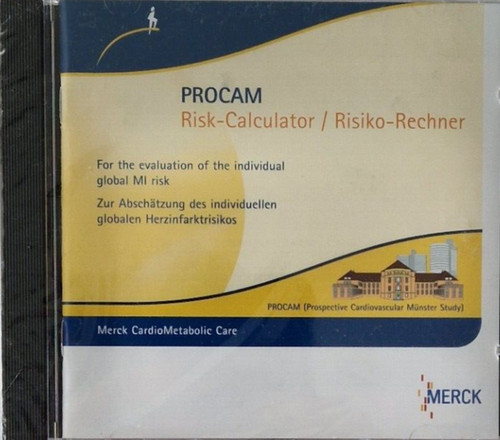 PROCAM
Risk-Calculator / Risiko-Rechner
For the evaluation of the individual
global MI risk
Zur Abschätzung des individuellen
globalen Herzinfarktrisikos
PROCAM (Prospective Cardiovascular Münster Study)
Merck CardioMetabolic Care
MERCK